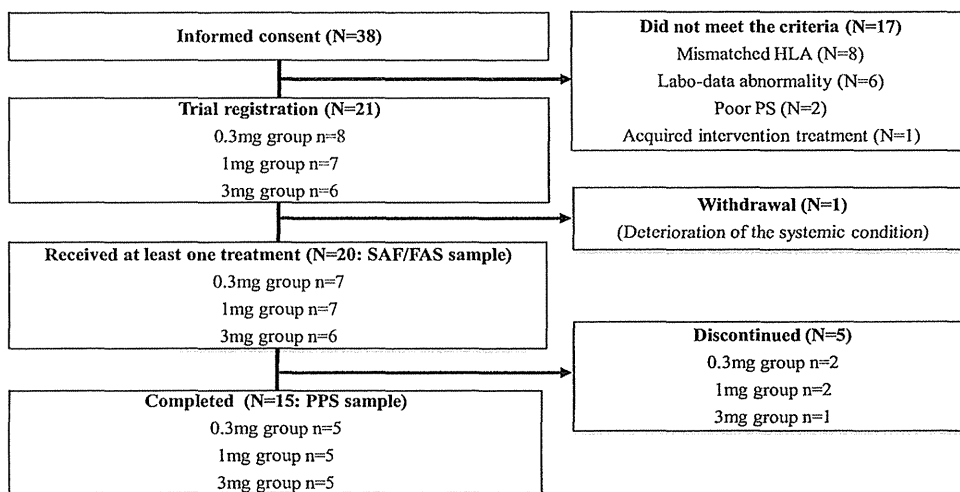 Informed consent (N=38)
Did not meet the criteria (N=17)
Mismatched HLA (N=8)
Labo-data abnormality (N=6)
Poor PS (N=2)
Acquired intervention treatment (N=1)
Trial registration (N=21)
0.3mg group n=8
1mg group n=7
3mg group n=6
Withdrawal (N=1)
(Deterioration of the systemic condition)
Received at least one treatment (N=20: SAF/FAS sample)
0.3mg group n=7
1mg group n=7
3mg group n=6
Discontinued (N=5)
0.3mg group n=2
1mg group n=2
3mg group n=1
Completed (N=15: PPS sample)
0.3mg group n=5
1mg group n=5
3mg group n=5